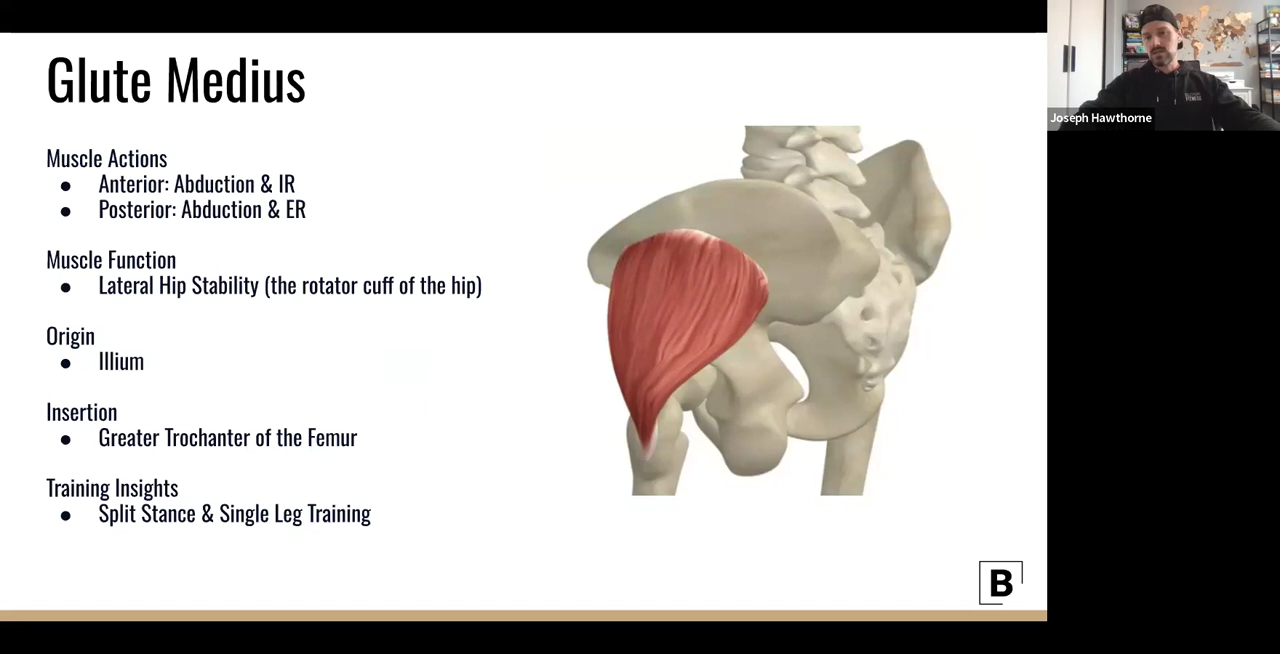 Glute Medius
Muscle Actions
● Anterior: Abduction & IR
● Posterior: Abduction & ER
Muscle Function
● Lateral Hip Stability (the rotator cuff of the hip)
Origin
● Illium
Insertion
● Greater Trochanter of the Femur
Training Insights
● Split Stance & Single Leg Training
B
Joseph Hawthorne